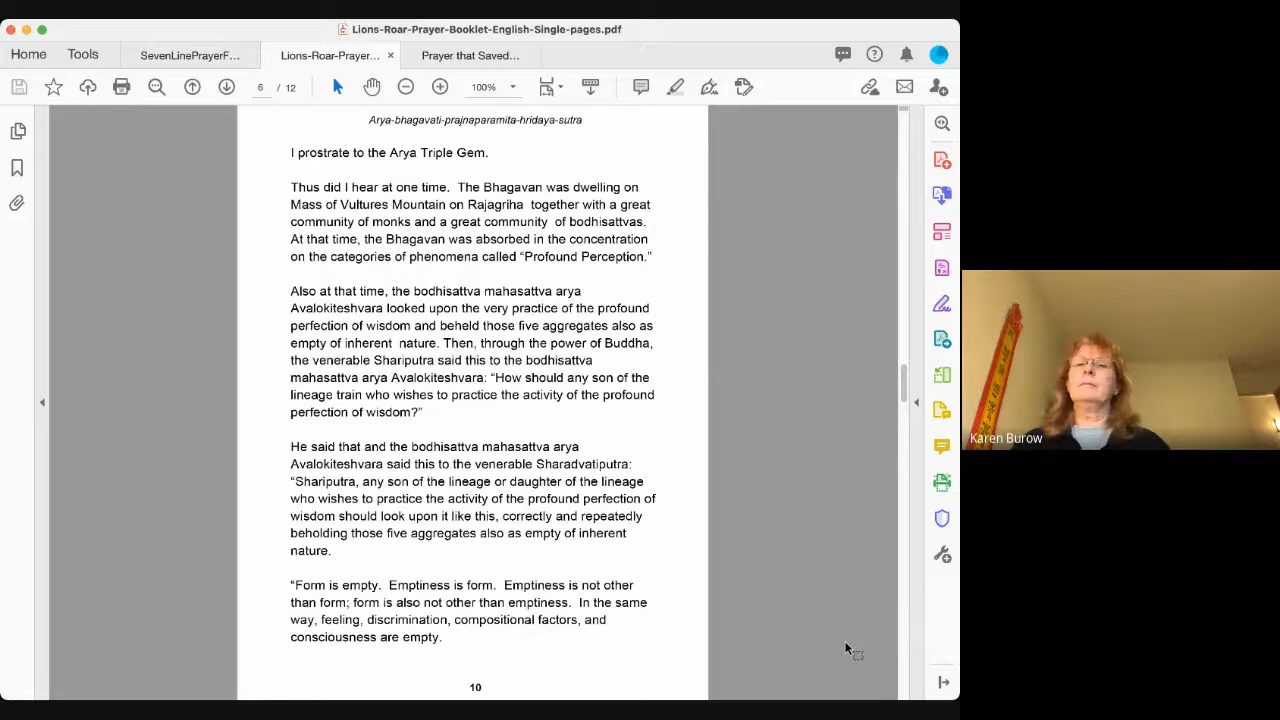 Lions-Roar-Prayer-Booklet-English-Single-pages.pdf
Home Tools SevenLinePrayerF... Lions-Roar-Prayer... × Prayer that Saved...
6 / 12 100%
Arya-bhagavati-prajnaparamita-hridaya-sutra
I prostrate to the Arya Triple Gem.
Thus did I hear at one time. The Bhagavan was dwelling on
Mass of Vultures Mountain on Rajagriha together with a great
community of monks and a great community of bodhisattvas.
At that time, the Bhagavan was absorbed in the concentration
on the categories of phenomena called “Profound Perception.”
Also at that time, the bodhisattva mahasattva arya
Avalokiteshvara looked upon the very practice of the profound
perfection of wisdom and beheld those five aggregates also as
empty of inherent nature. Then, through the power of Buddha,
the venerable Shariputra said this to the bodhisattva
mahasattva arya Avalokiteshvara: “How should any son of the
lineage train who wishes to practice the activity of the profound
perfection of wisdom?”
He said that and the bodhisattva mahasattva arya
Avalokiteshvara said this to the venerable Sharadvatiputra:
“Shariputra, any son of the lineage or daughter of the lineage
who wishes to practice the activity of the profound perfection of
wisdom should look upon it like this, correctly and repeatedly
beholding those five aggregates also as empty of inherent
nature.
“Form is empty. Emptiness is form. Emptiness is not other
than form; form is also not other than emptiness. In the same
way, feeling, discrimination, compositional factors, and
consciousness are empty.
10
Karen Burow